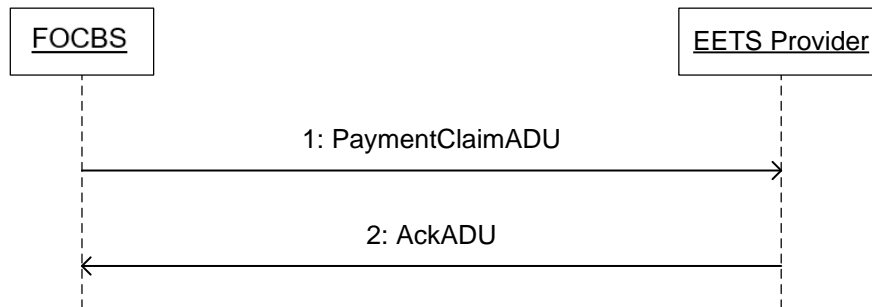 FOCBS
EETS Provider
1: PaymentClaimADU
2: AckADU